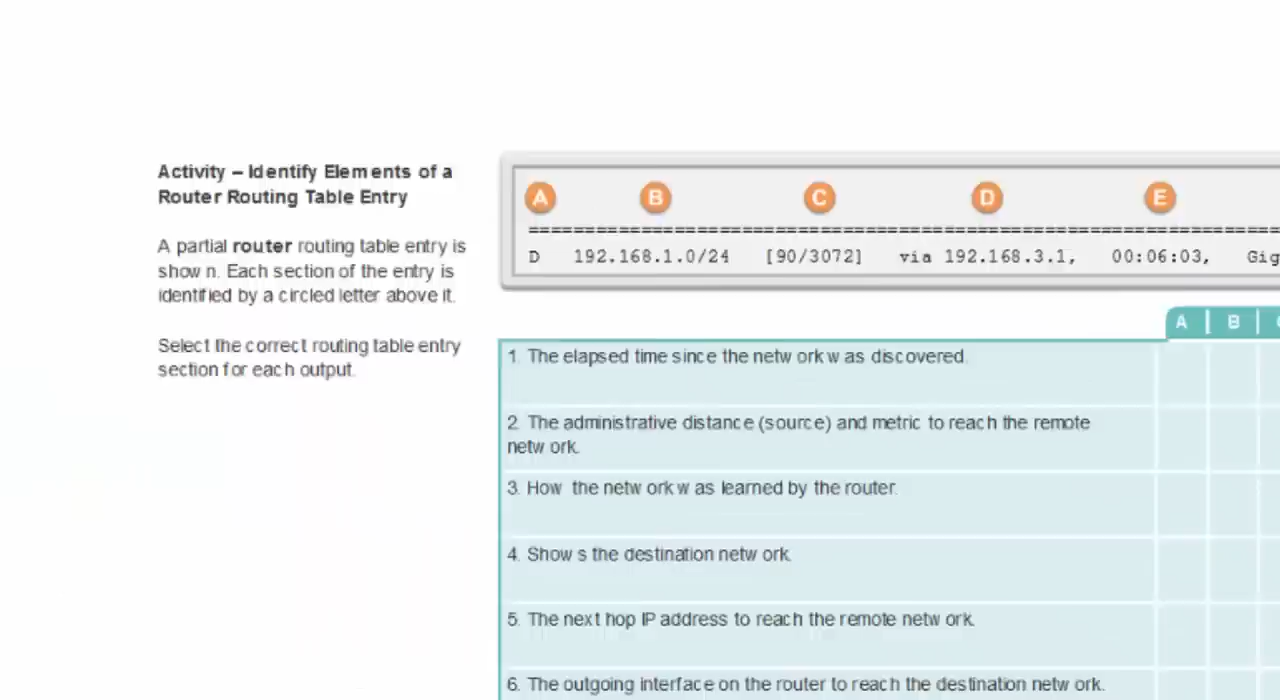 Activity – Identify Elements of a
Router Routing Table Entry
A partial router routing table entry is
shown. Each section of the entry is
identified by a circled letter above it.
Select the correct routing table entry
section for each output.
A B C D E
==================================================
D 192.168.1.0/24 [90/3072] via 192.168.3.1, 00:06:03, Gig
A B
1. The elapsed time since the network was discovered.
2. The administrative distance (source) and metric to reach the remote
network.
3. How the network was learned by the router.
4. Shows the destination network.
5. The next hop IP address to reach the remote network.
6. The outgoing interface on the router to reach the destination network.